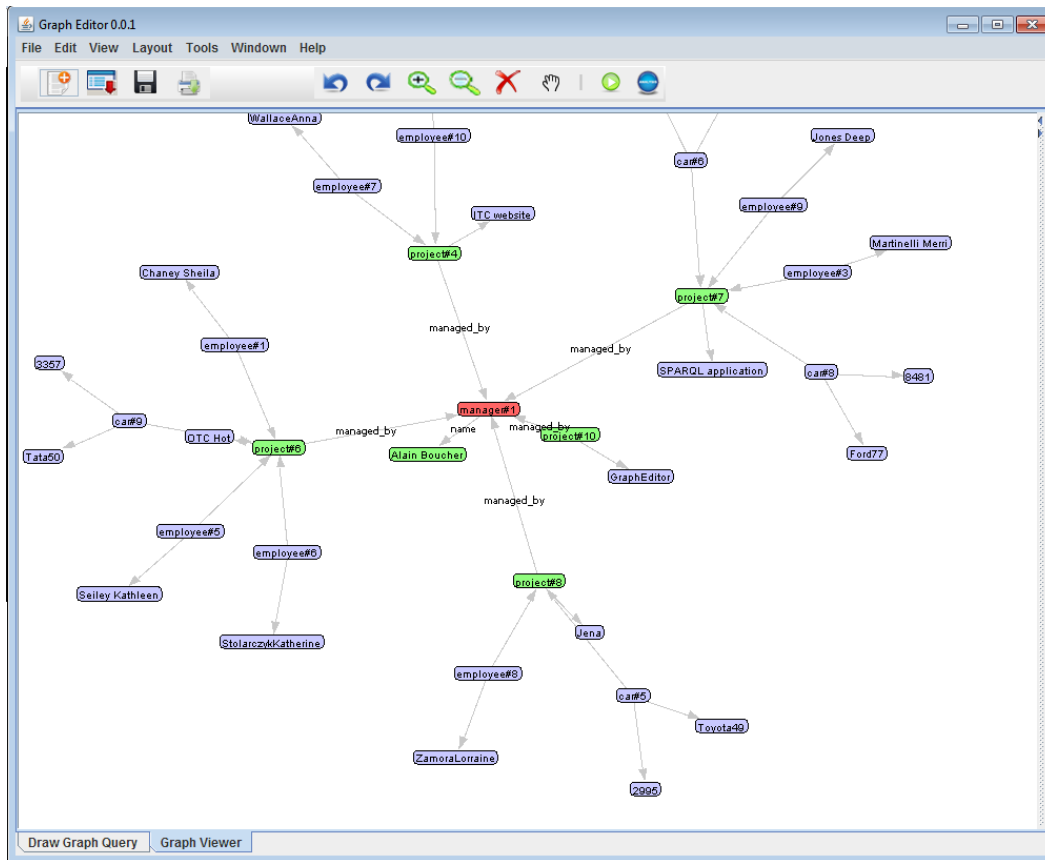 Graph Editor 0.0.1
File Edit View Layout Tools Windown Help
WallaceAnna
employee#10
Jones Deep
car#6
employee#7
employee#9
ITC website
project#4
Martinelli Merri
Chaney Sheila
employee#3
project#7
managed_by
employee#1
managed_by
3357
SPARQL application
car#8
8481
manager#1
car#9
managed_by
name
managed_by
OTC Hot
project#10
project#6
Alain Boucher
Ford77
Tata50
GraphEditor
managed_by
employee#5
employee#6
project#8
Seiley Kathleen
Jena
StolarczykKatherine
employee#8
car#5
Toyota49
ZamoraLorraine
2995
Draw Graph Query Graph Viewer